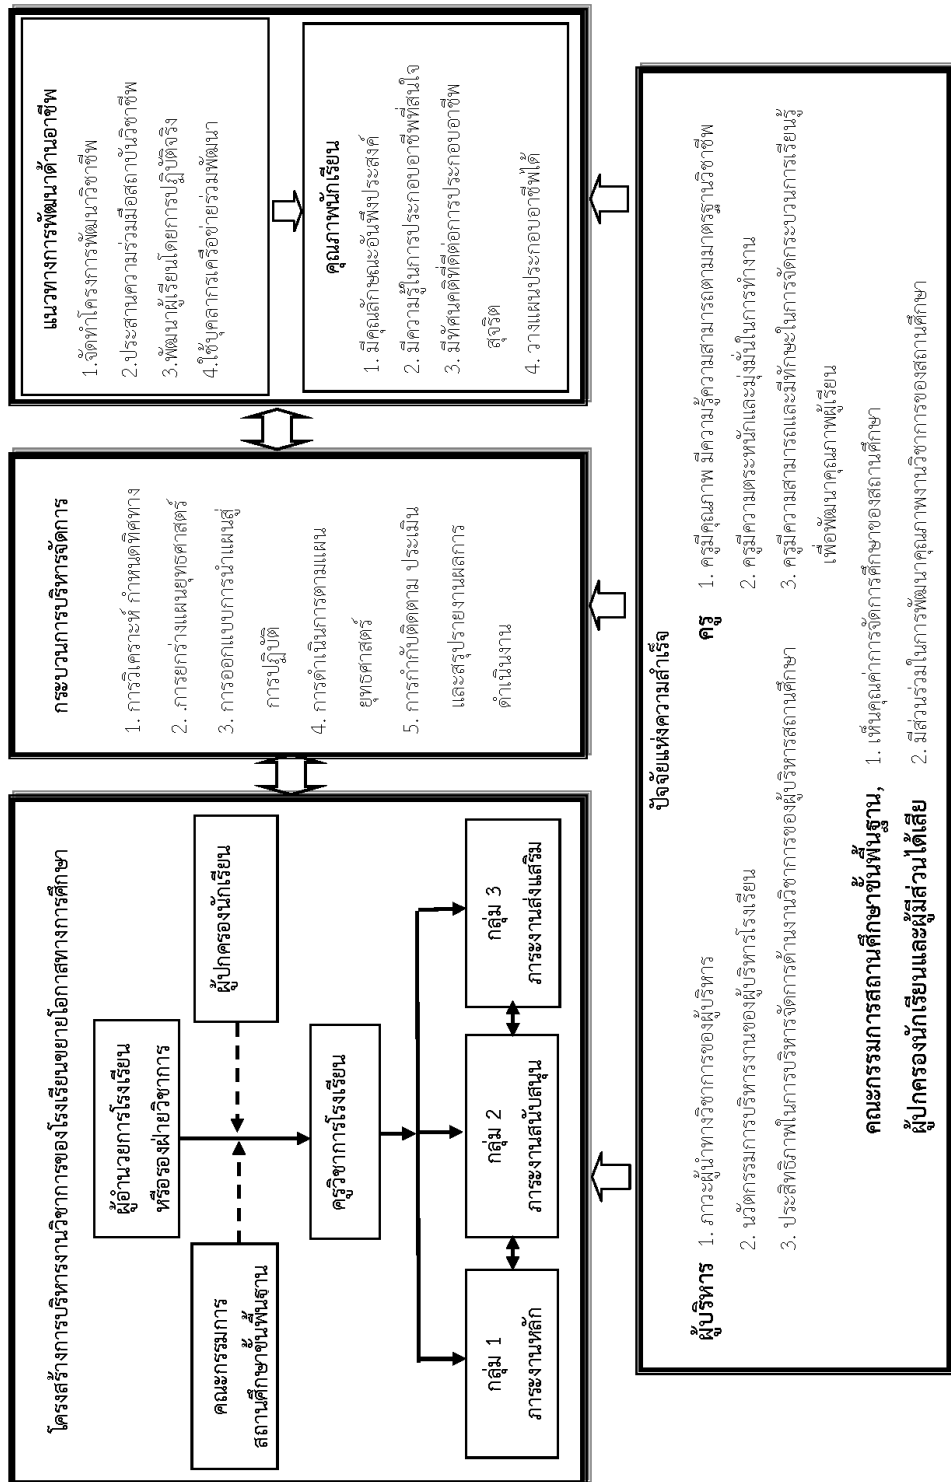 โครงสร้างการบริหารงานวิชาการของโรงเรียนขยายโอกาสทางการศึกษา
ผู้อำนวยการโรงเรียน
หรือรองฝ่ายวิชาการ
คณะกรรมการ
สถานศึกษาขั้นพื้นฐาน
ผู้ปกครองนักเรียน
ครูวิชาการโรงเรียน
กลุ่ม 1
ภาระงานหลัก
กลุ่ม 2
ภาระงานสนับสนุน
กลุ่ม 3
ภาระงานส่งเสริม
กระบวนการบริหารจัดการ
1. การวิเคราะห์ กำหนดทิศทาง
2. .การยกร่างแผนยุทธศาสตร์
3. การออกแบบการนำแผนสู่
การปฏิบัติ
4. การดำเนินการตามแผน
ยุทธศาสตร์
5. การกำกับติดตาม ประเมิน
และสรุปรายงานผลการ
ดำเนินงาน
แนวทางการพัฒนาด้านอาชีพ
1.จัดทำโครงการพัฒนาวิชาชีพ
2.ประสานความร่วมมือสถาบันวิชาชีพ
3.พัฒนาผู้เรียนโดยการปฏิบัติจริง
4.ใช้บุคลากรเครือข่ายร่วมพัฒนา
คุณภาพนักเรียน
1. มีคุณลักษณะอันพึงประสงค์
2. มีความรู้ในการประกอบอาชีพที่สนใจ
3. มีทัศนคติที่ดีต่อการประกอบอาชีพ
สุจริต
4. วางแผนประกอบอาชีพได้
ปัจจัยแห่งความสำเร็จ
ผู้บริหาร 1. ภาวะผู้นำทางวิชาการของผู้บริหาร
2. นวัตกรรมการบริหารงานของผู้บริหารโรงเรียน
3. ประสิทธิภาพในการบริหารจัดการด้านงานวิชาการของผู้บริหารสถานศึกษา
ครู 1. ครูมีคุณภาพ มีความรู้ความสามารถตามมาตรฐานวิชาชีพ
2. ครูมีความตระหนักและมุ่งมั่นในการทำงาน
3. ครูมีความสามารถและมีทักษะในการจัดกระบวนการเรียนรู้
เพื่อพัฒนาคุณภาพผู้เรียน
คณะกรรมการสถานศึกษาขั้นพื้นฐาน, 1. เห็นคุณค่าการจัดการศึกษาของสถานศึกษา
ผู้ปกครองนักเรียนและผู้มีส่วนได้เสีย 2. มีส่วนร่วมในการพัฒนาคุณภาพงานวิชาการของสถานศึกษา